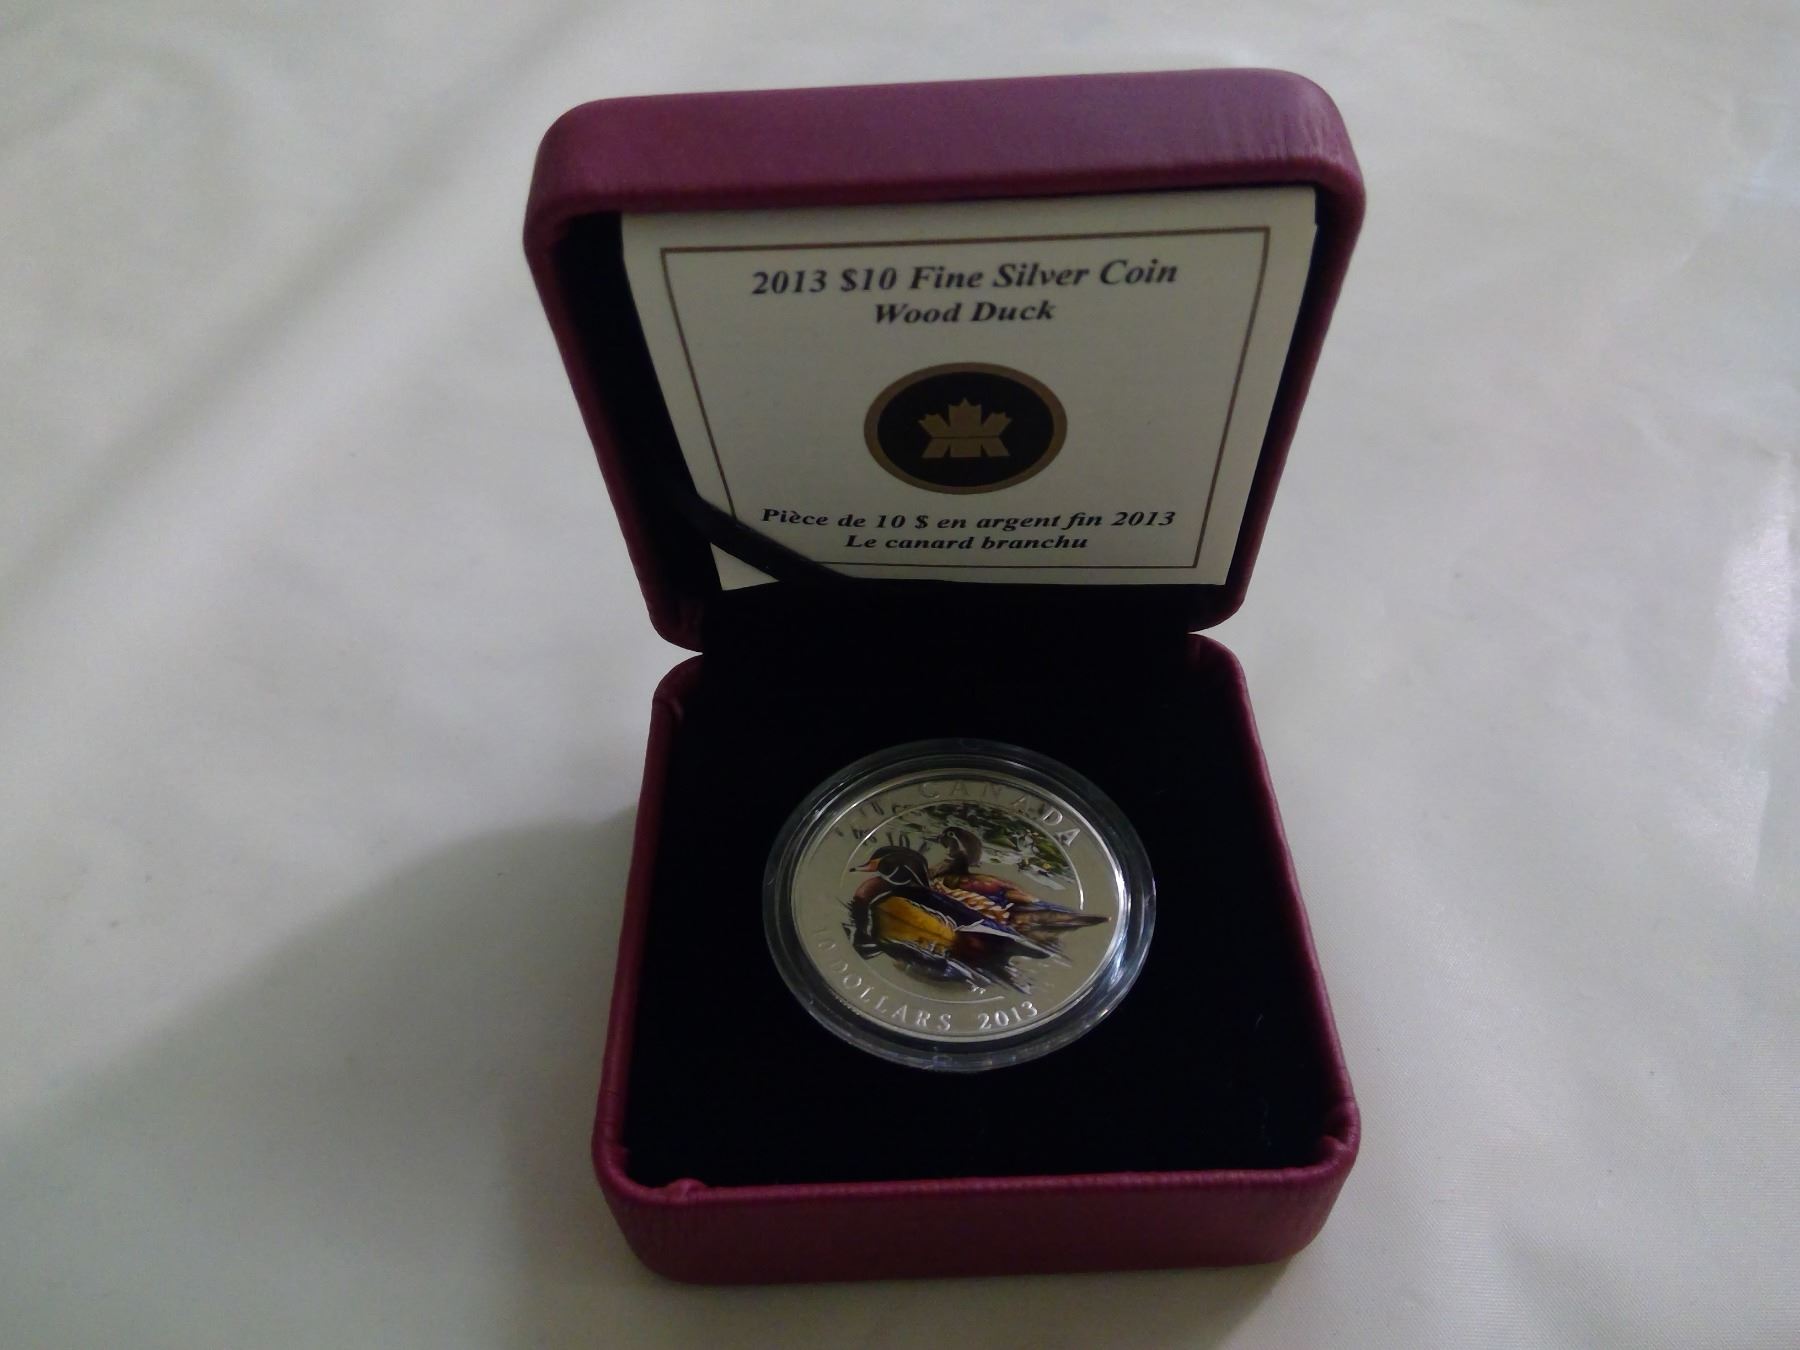 2013 $10 Fine Silver Coin
Wood Duck
Pièce de 10 $ en argent fin 2013
Le canard branchu
CANADA
10 DOLLARS 2013